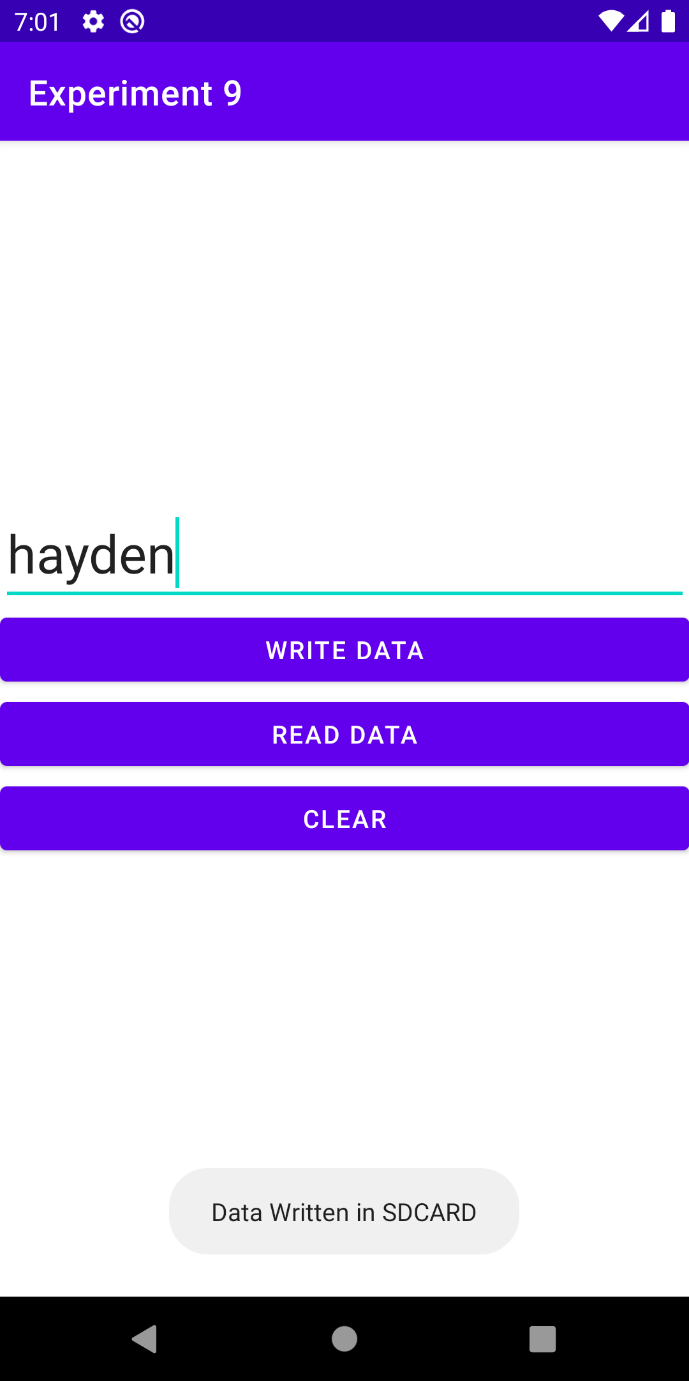 7:01
Experiment 9
hayden
WRITE DATA
READ DATA
CLEAR
Data Written in SDCARD